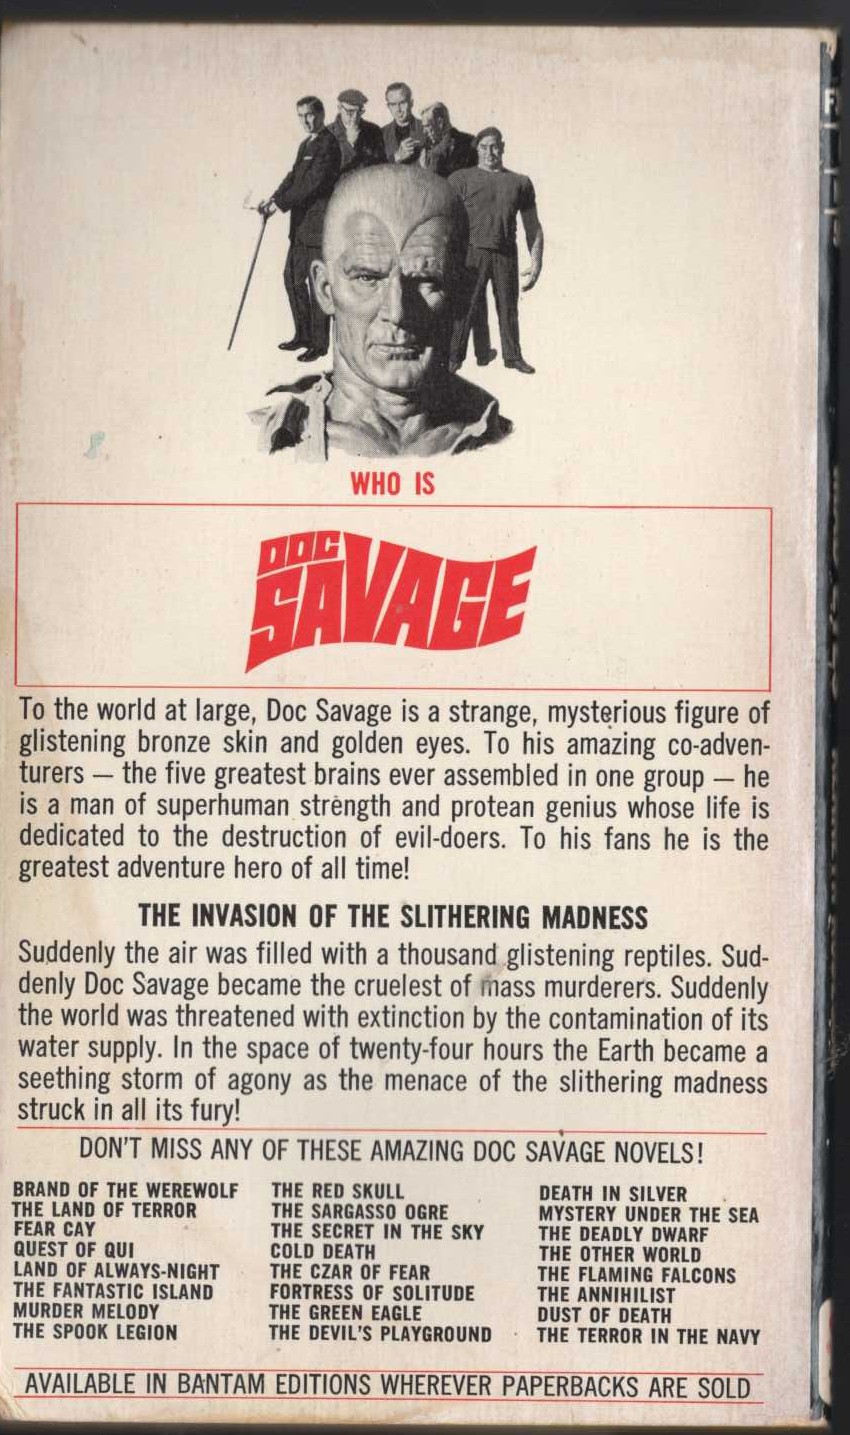 WHO IS
DOC
SAVAGE
To the world at large, Doc Savage is a strange, mysterious figure of
glistening bronze skin and golden eyes. To his amazing co-adven-
turers — the five greatest brains ever assembled in one group — he
is a man of superhuman strength and protean genius whose life is
dedicated to the destruction of evil-doers. To his fans he is the
greatest adventure hero of all time!
THE INVASION OF THE SLITHERING MADNESS
Suddenly the air was filled with a thousand glistening reptiles. Sud-
denly Doc Savage became the cruelest of mass murderers. Suddenly
the world was threatened with extinction by the contamination of its
water supply. In the space of twenty-four hours the Earth became a
seething storm of agony as the menace of the slithering madness
struck in all its fury!
DON'T MISS ANY OF THESE AMAZING DOC SAVAGE NOVELS!
BRAND OF THE WEREWOLF
THE LAND OF TERROR
FEAR CAY
QUEST OF QUI
LAND OF ALWAYS-NIGHT
THE FANTASTIC ISLAND
MURDER MELODY
THE SPOOK LEGION
THE RED SKULL
THE SARGASSO OGRE
THE SECRET IN THE SKY
COLD DEATH
THE CZAR OF FEAR
FORTRESS OF SOLITUDE
THE GREEN EAGLE
THE DEVIL'S PLAYGROUND
DEATH IN SILVER
MYSTERY UNDER THE SEA
THE DEADLY DWARF
THE OTHER WORLD
THE FLAMING FALCONS
THE ANNIHILIST
DUST OF DEATH
THE TERROR IN THE NAVY
AVAILABLE IN BANTAM EDITIONS WHEREVER PAPERBACKS ARE SOLD